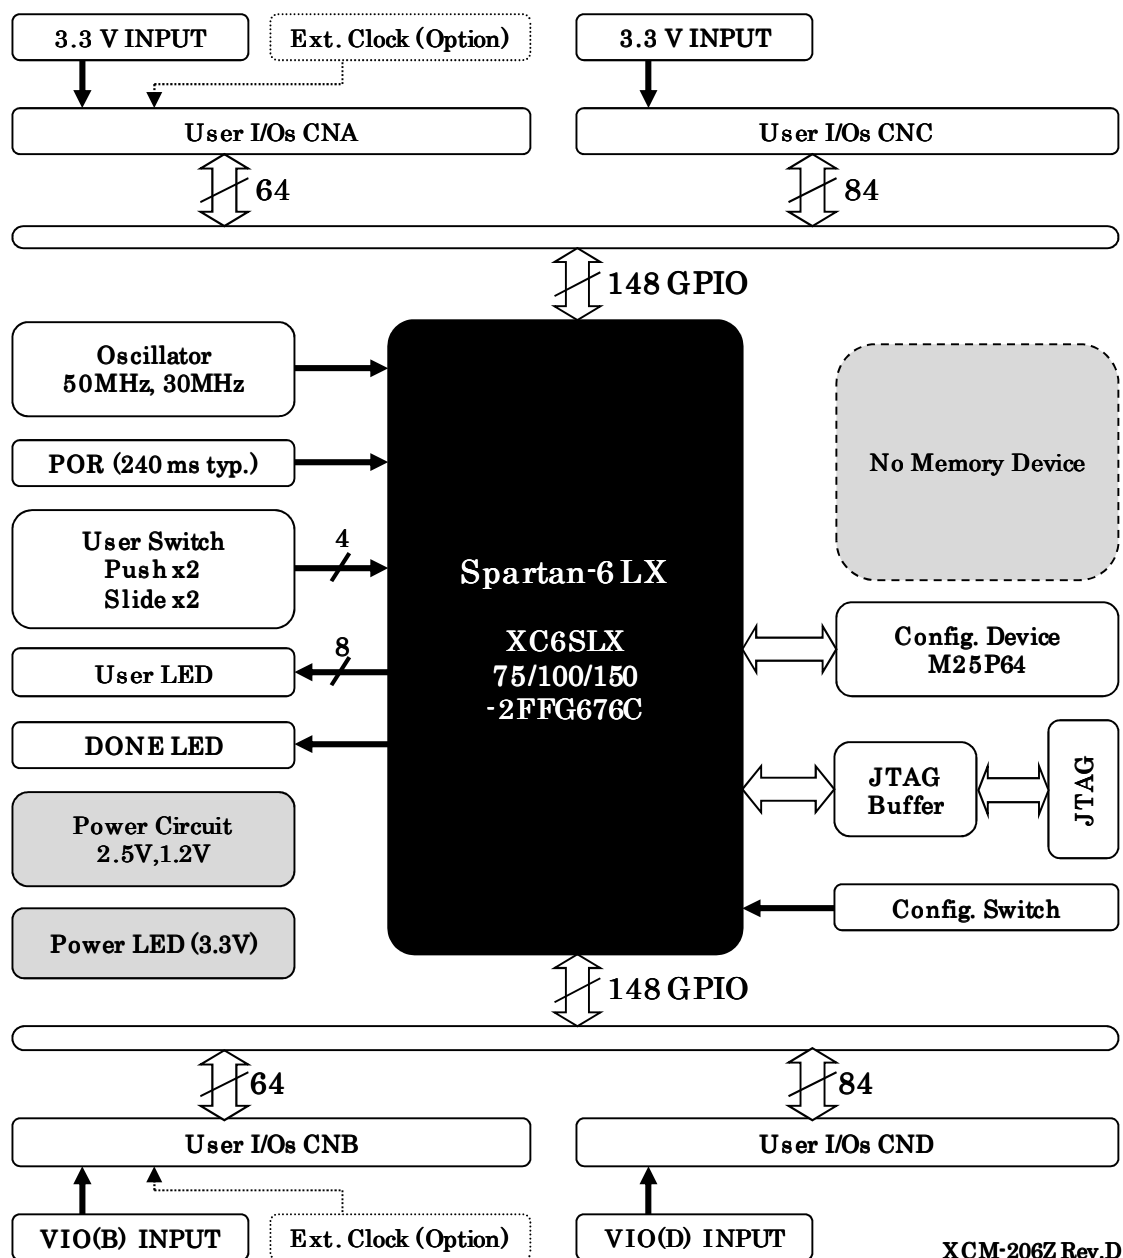 3.3 V INPUT
Ext. Clock (Option)
3.3 V INPUT
User I/Os CNA
User I/Os CNC
64
84
148 GPIO
Oscillator
50MHz, 30MHz
POR (240 ms typ.)
User Switch
Push x2
Slide x2
4
User LED
8
DONE LED
Power Circuit
2.5V,1.2V
Power LED (3.3V)
Spartan-6 LX
XC6SLX
75/100/150
-2FFG676C
No Memory Device
Config. Device
M25P64
JTAG
Buffer
JTAG
Config. Switch
148 GPIO
64
84
User I/Os CNB
User I/Os CND
VIO(B) INPUT
Ext. Clock (Option)
VIO(D) INPUT
XCM-206Z Rev.D